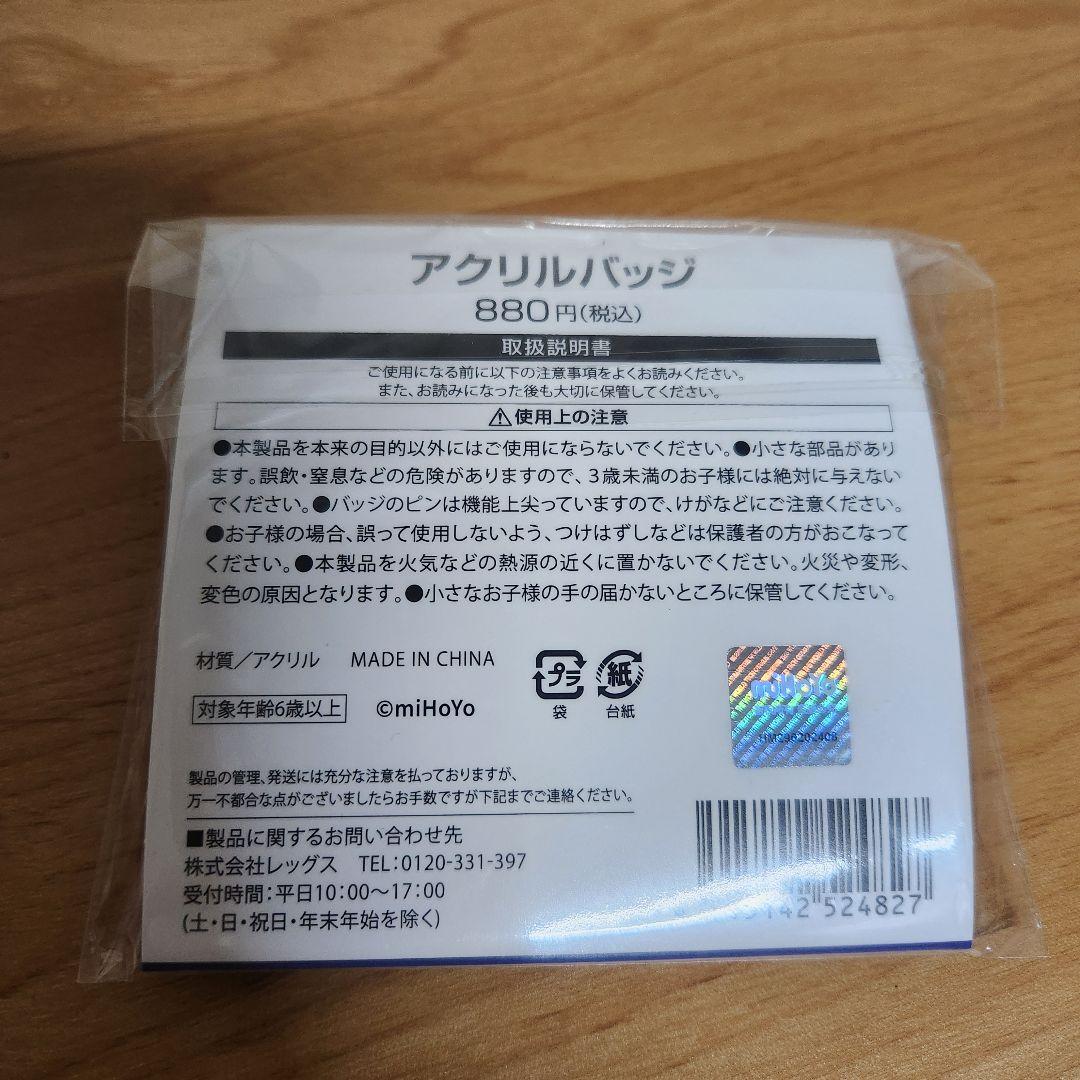 アクリルバッジ
880円(税込)
取扱説明書
ご使用になる前に以下の注意事項をよくお読みください。
また、お読みになった後も大切に保管してください。
⚠使用上の注意
●本製品を本来の目的以外にはご使用にならないでください。●小さな部品があり
ます。誤飲・窒息などの危険がありますので、3歳未満のお子様には絶対に与えない
でください。●バッジのピンは機能上尖っていますので、けがなどにご注意ください。
●お子様の場合、誤って使用しないよう、つけはずしなどは保護者の方がおこなって
ください。●本製品を火気などの熱源の近くに置かないでください。火災や変形、
変色の原因となります。●小さなお子様の手の届かないところに保管してください。
材質/アクリル MADE IN CHINA
プラ 紙
袋 台紙
対象年齢6歳以上 ©miHoYo
miHoYo
製品の管理、発送には充分な注意を払っておりますが、
万一不都合な点がございましたらお手数ですが下記までご連絡ください。
■製品に関するお問い合わせ先
株式会社レッグス TEL:0120-331-397
受付時間:平日10:00〜17:00
(土・日・祝日・年末年始を除く)
524827